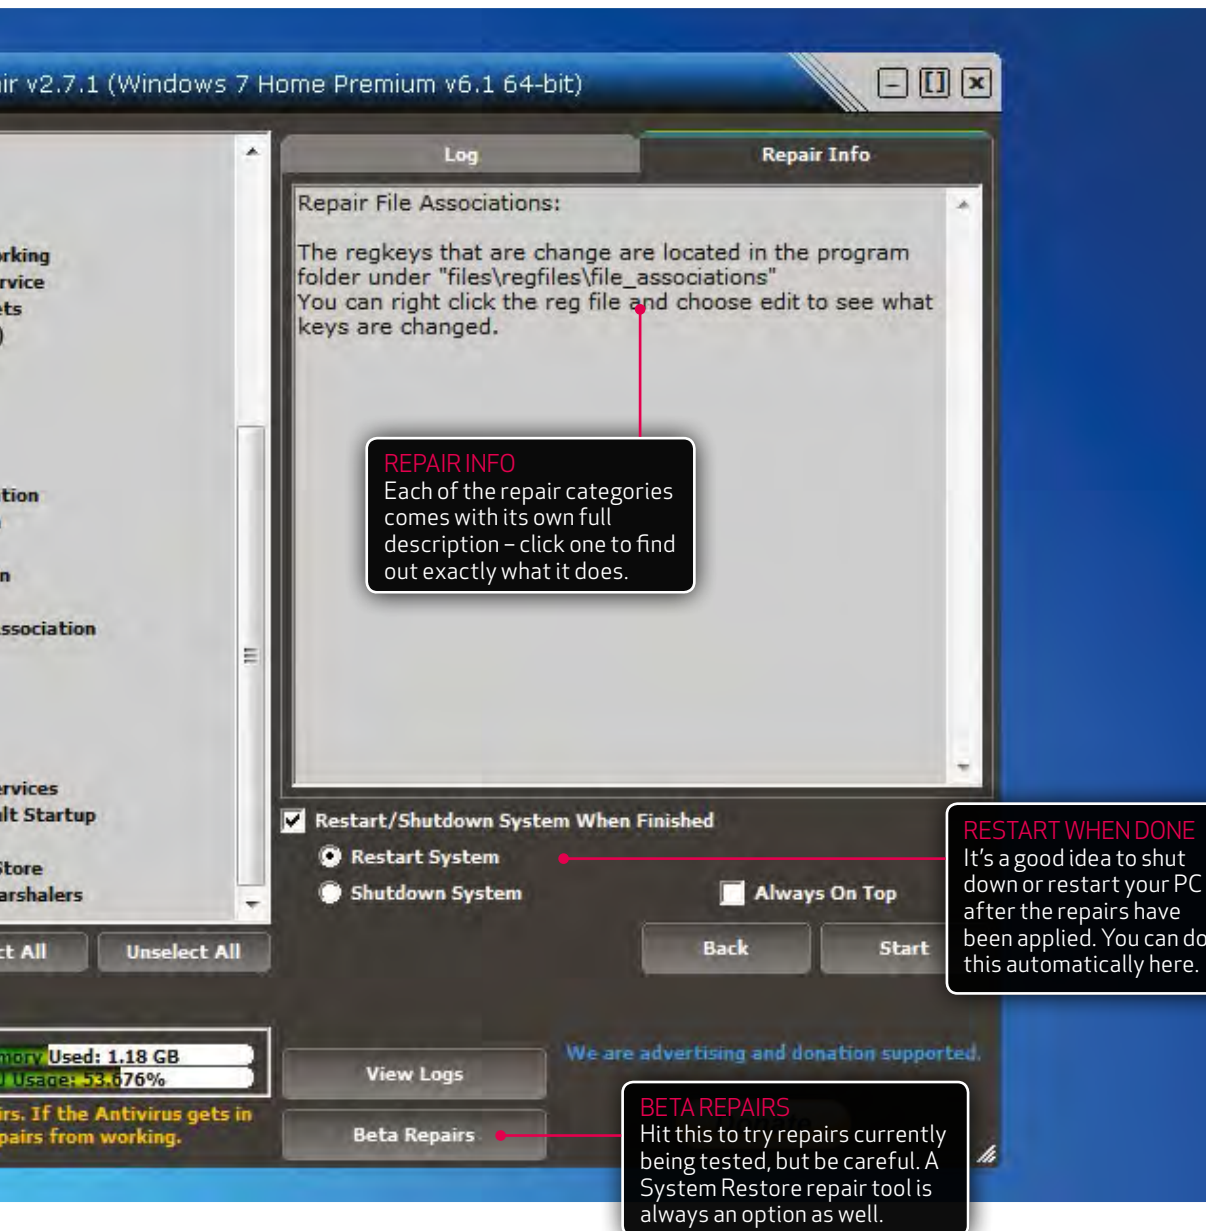 ir v2.7.1 (Windows 7 Home Premium v6.1 64-bit)
Log
Repair Info
Repair File Associations:
The regkeys that are change are located in the program
folder under "files\regfiles\file_associations"
You can right click the reg file and choose edit to see what
keys are changed.
orking
rvice
ets
)
tion
n
ssociation
ervices
lt Startup
Store
arshalers
ct All
Unselect All
REPAIR INFO
Each of the repair categories
comes with its own full
description – click one to find
out exactly what it does.
Restart/Shutdown System When Finished
Restart System
Shutdown System
Always On Top
Back
Start
RESTART WHEN DONE
It's a good idea to shut
down or restart your PC
after the repairs have
been applied. You can do
this automatically here.
mory Used: 1.18 GB
U Usage: 53.676%
irs. If the Antivirus gets in
pairs from working.
View Logs
Beta Repairs
We are advertising and donation supported.
BETA REPAIRS
Hit this to try repairs currently
being tested, but be careful. A
System Restore repair tool is
always an option as well.